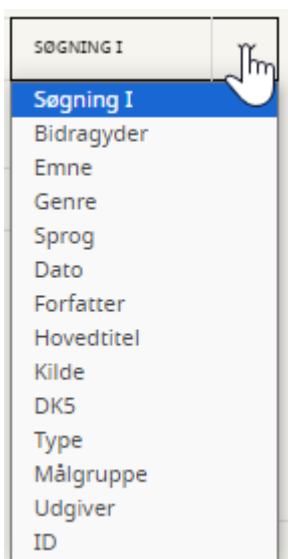 SØGNING I
Søgning I
Bidragyder
Emne
Genre
Sprog
Dato
Forfatter
Hovedtitel
Kilde
DK5
Type
Målgruppe
Udgiver
ID